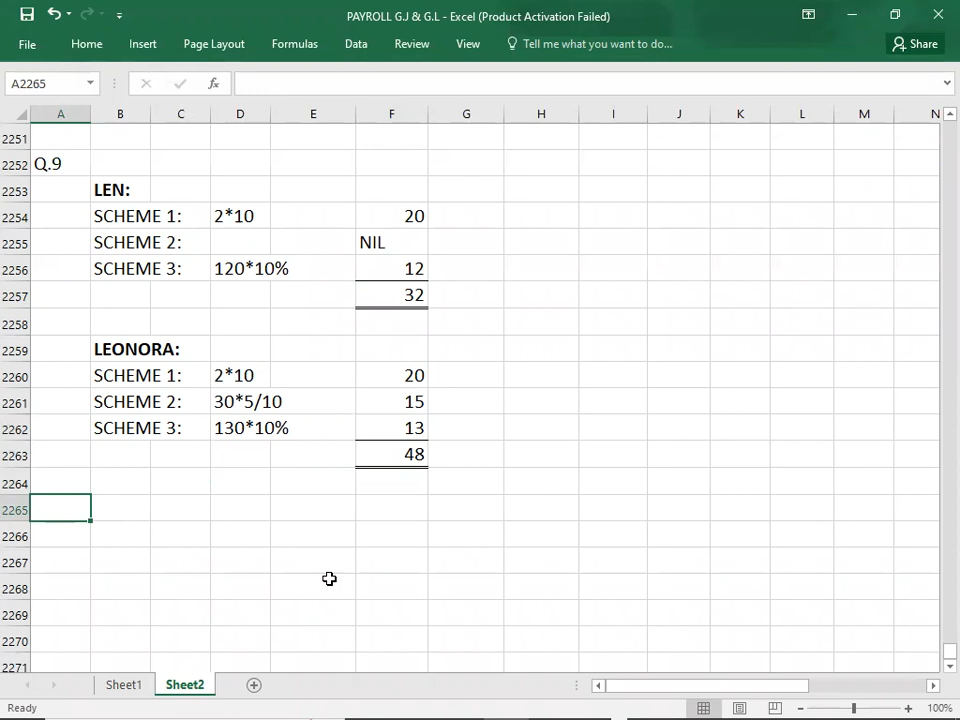 PAYROLL G.J & G.L - Excel (Product Activation Failed)
File Home Insert Page Layout Formulas Data Review View Tell me what you want to do... Share
A2265 fx
A B C D E F G H I J K L M N
2251
2252 Q.9
2253 LEN:
2254 SCHEME 1: 2*10 20
2255 SCHEME 2: NIL
2256 SCHEME 3: 120*10% 12
2257 32
2258
2259 LEONORA:
2260 SCHEME 1: 2*10 20
2261 SCHEME 2: 30*5/10 15
2262 SCHEME 3: 130*10% 13
2263 48
2264
2265
2266
2267
2268
2269
2270
2271
Sheet1 Sheet2
Ready 100%